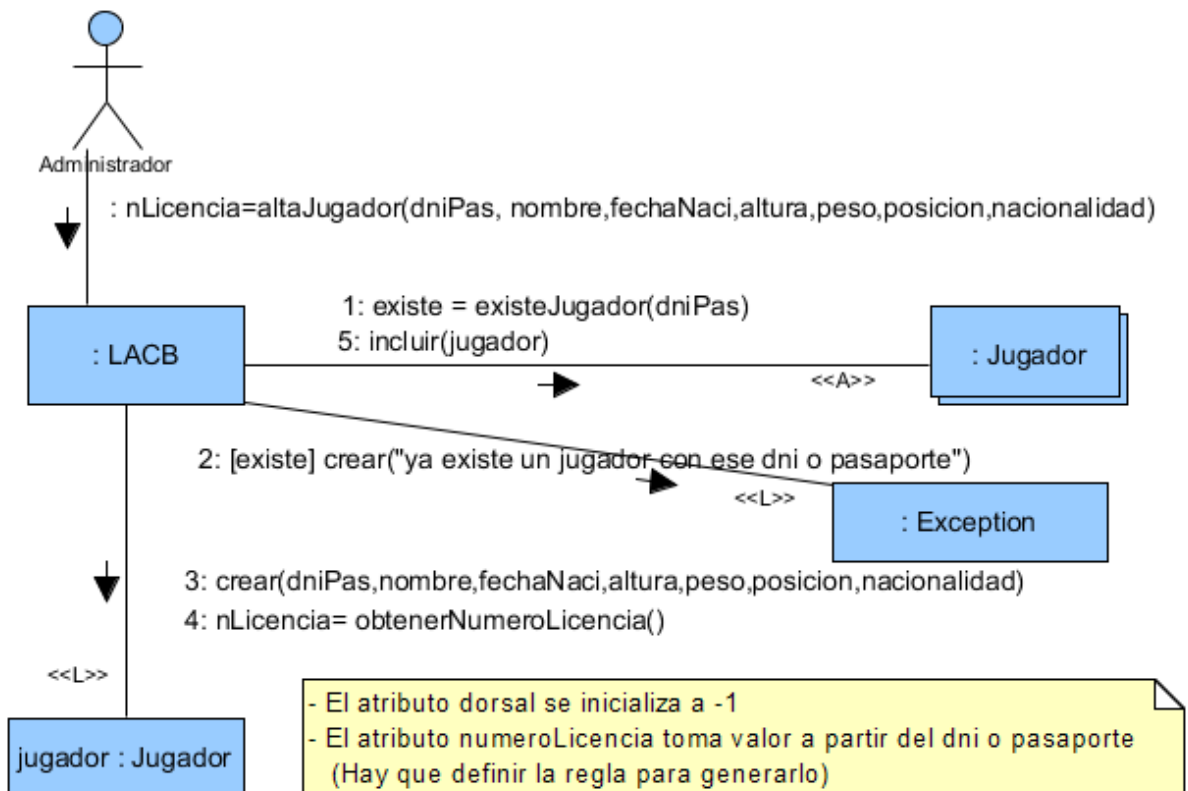 Administrador
: nLicencia=altaJugador(dniPas, nombre,fechaNaci,altura,peso,posicion,nacionalidad)
1: existe = existeJugador(dniPas)
5: incluir(jugador)
: LACB
: Jugador
<<A>>
2: [existe] crear("ya existe un jugador con ese dni o pasaporte")
<<L>>
: Exception
3: crear(dniPas,nombre,fechaNaci,altura,peso,posicion,nacionalidad)
4: nLicencia= obtenerNumeroLicencia()
<<L>>
jugador : Jugador
- El atributo dorsal se inicializa a -1
- El atributo numeroLicencia toma valor a partir del dni o pasaporte
(Hay que definir la regla para generarlo)